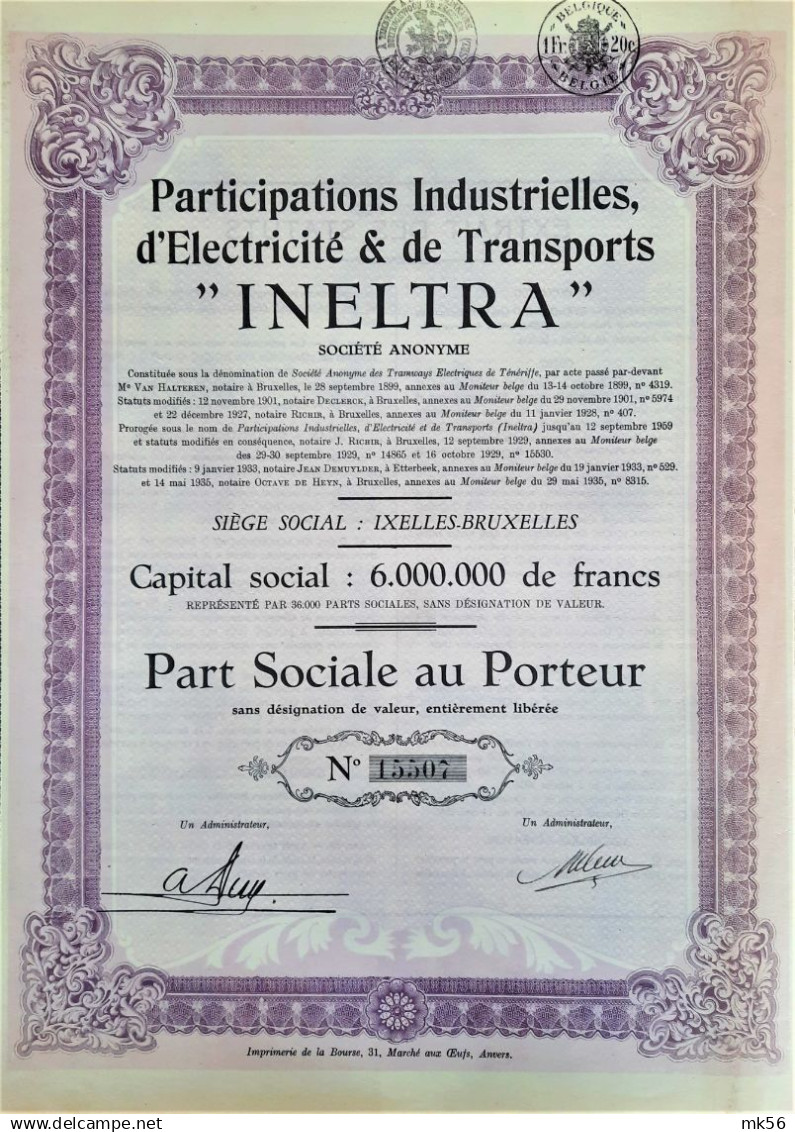 BELGIQUE
1Fr 20c
BELGIË
Participations Industrielles,
d'Electricité & de Transports
"INELTRA"
SOCIÉTÉ ANONYME
Constituée sous la dénomination de Société Anonyme des Tramways Electriques de Ténériffe, par acte passé par-devant
Me VAN HALTEREN, notaire à Bruxelles, le 28 septembre 1899, annexes au Moniteur belge du 13-14 octobre 1899, no 4319.
Statuts modifiés : 12 novembre 1901, notaire DECLERCK, à Bruxelles, annexes au Moniteur belge du 29 novembre 1901, no 5974
et 22 décembre 1927, notaire RICHIR, à Bruxelles, annexes au Moniteur belge du 11 janvier 1928, no 407.
Prorogée sous le nom de Participations Industrielles, d'Electricité et de Transports (Ineltra) jusqu'au 12 septembre 1959
et statuts modifiés en conséquence, notaire J. RICHIR, à Bruxelles, 12 septembre 1929, annexes au Moniteur belge
des 29-30 septembre 1929, no 14865 et 16 octobre 1929, no 15530.
Statuts modifiés : 9 janvier 1933, notaire JEAN DEMUYLDER, à Etterbeek, annexes au Moniteur belge du 19 janvier 1933, no 529.
et 14 mai 1935, notaire OCTAVE DE HEYN, à Bruxelles, annexes au Moniteur belge du 29 mai 1935, no 8315.
SIÈGE SOCIAL : IXELLES-BRUXELLES
Capital social : 6.000.000 de francs
REPRÉSENTÉ PAR 36.000 PARTS SOCIALES, SANS DÉSIGNATION DE VALEUR.
Part Sociale au Porteur
sans désignation de valeur, entièrement libérée
No 15507
Un Administrateur, Un Administrateur,
Imprimerie de la Bourse, 31, Marché aux Œufs, Anvers.
mk56